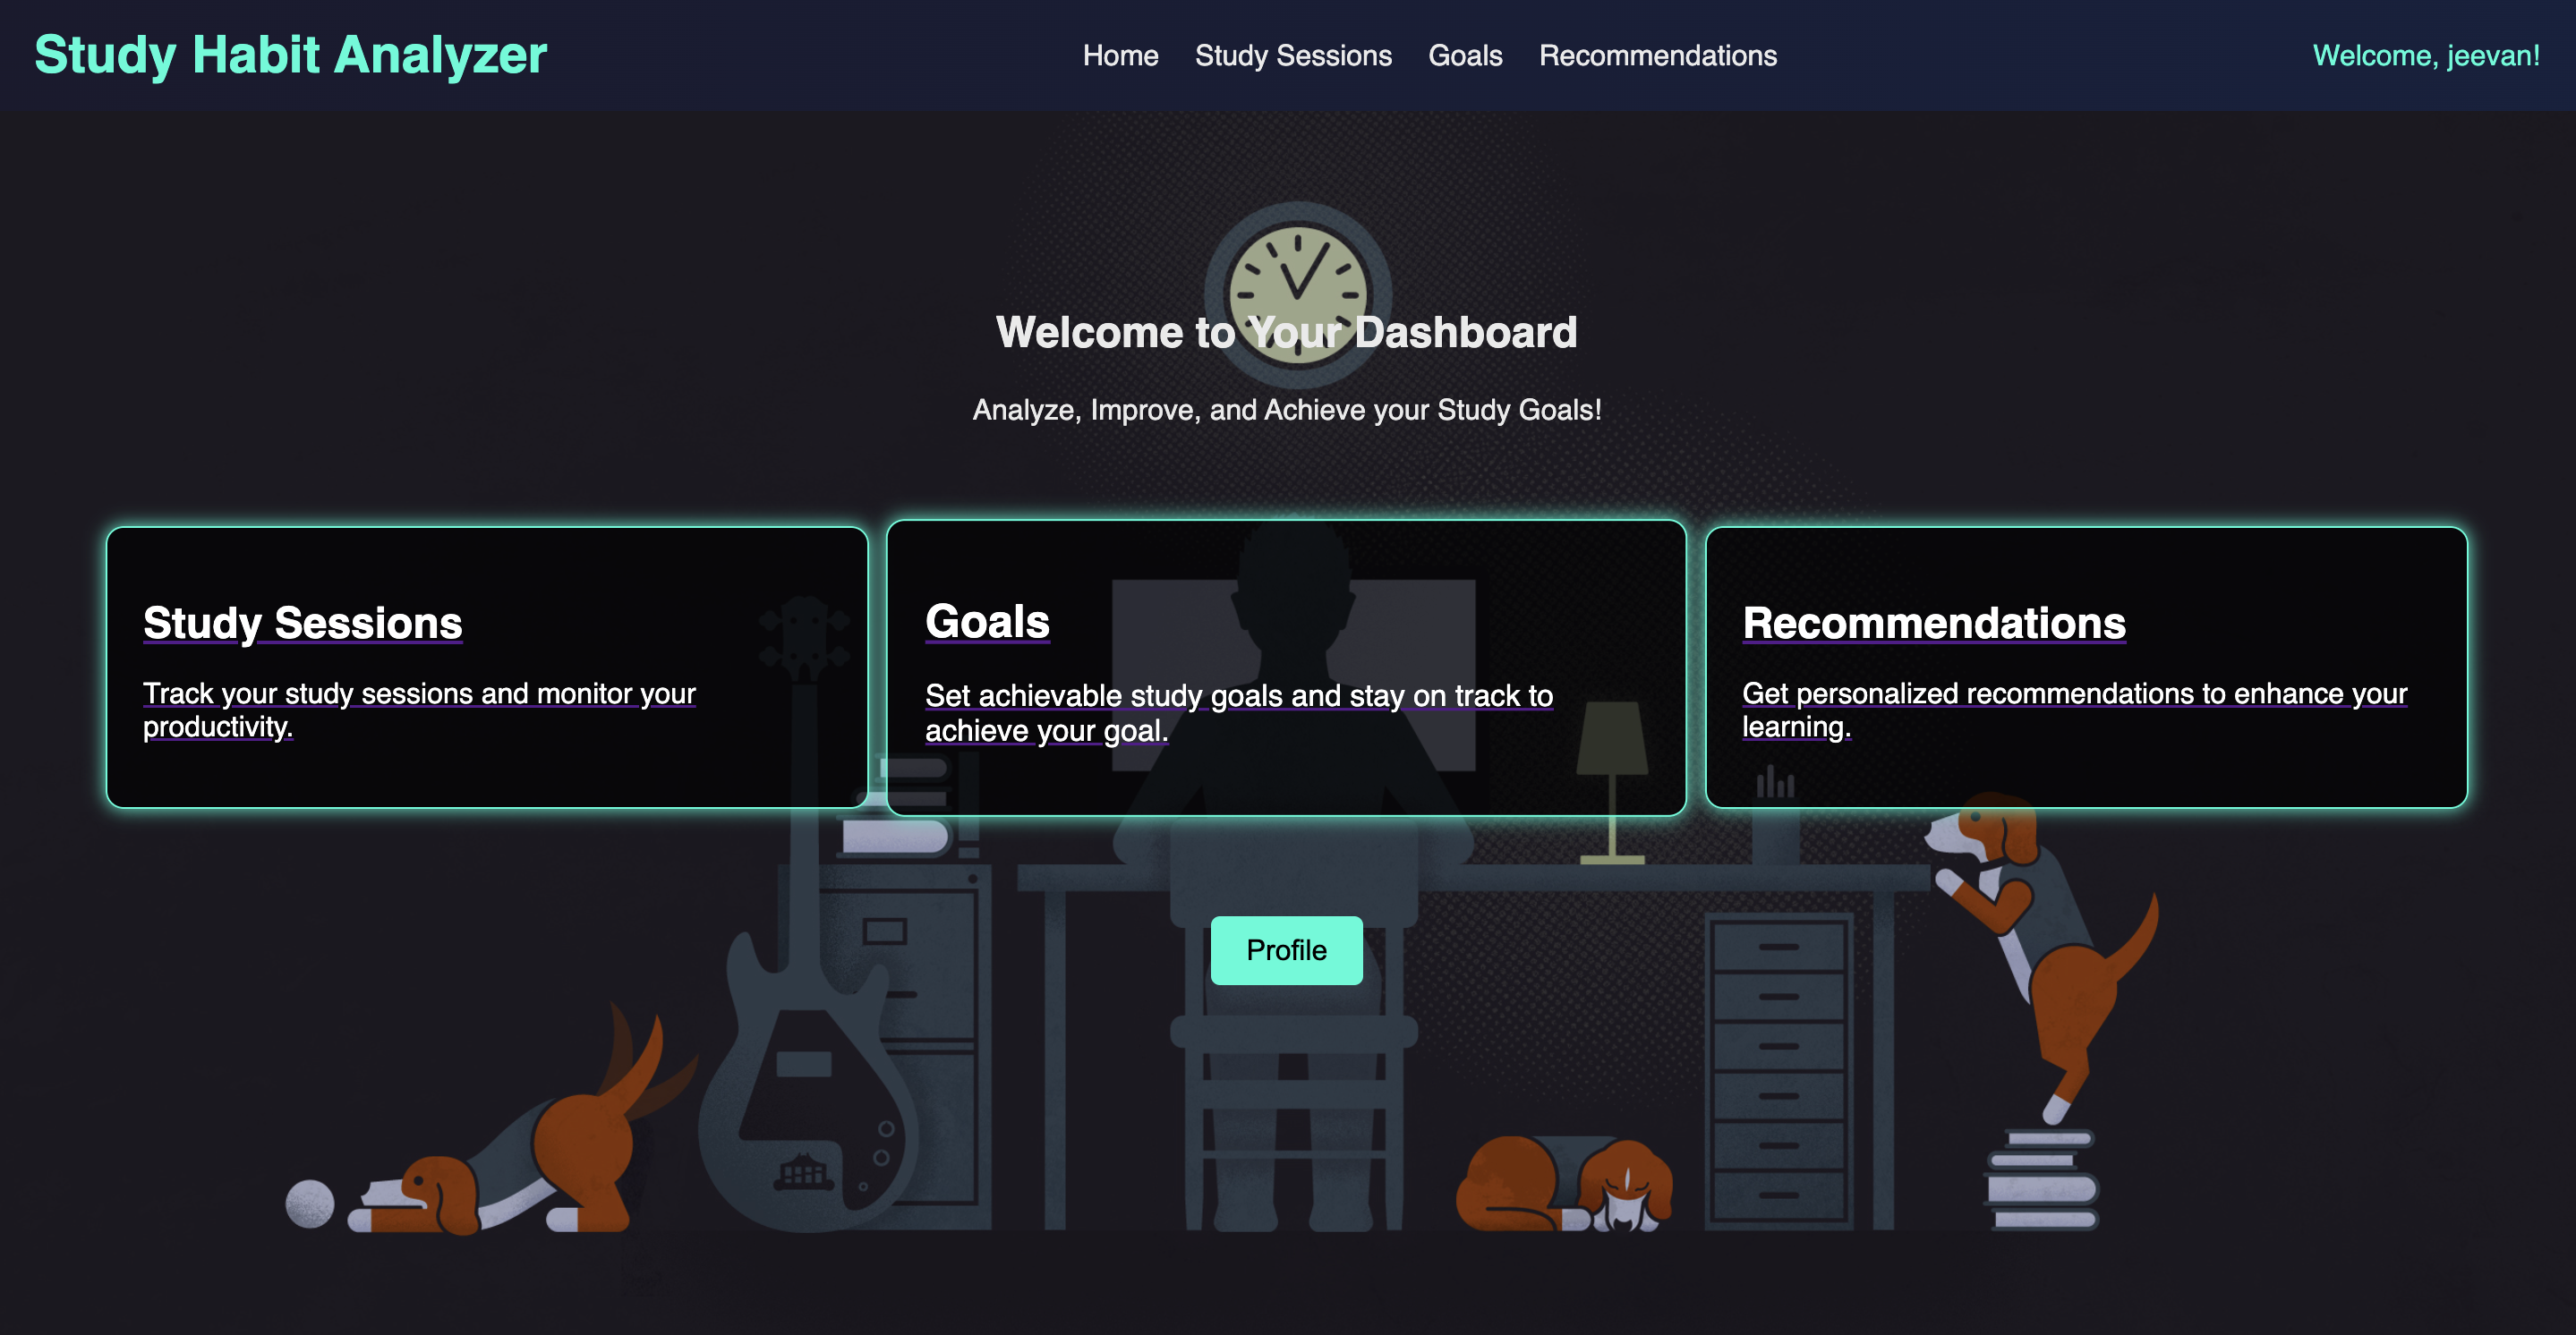 Study Habit Analyzer
Home
Study Sessions
Goals
Recommendations
Welcome, jeevan!
Welcome to Your Dashboard
Analyze, Improve, and Achieve your Study Goals!
Study Sessions
Track your study sessions and monitor your
productivity.
Goals
Set achievable study goals and stay on track to
achieve your goal.
Recommendations
Get personalized recommendations to enhance your
learning.
Profile